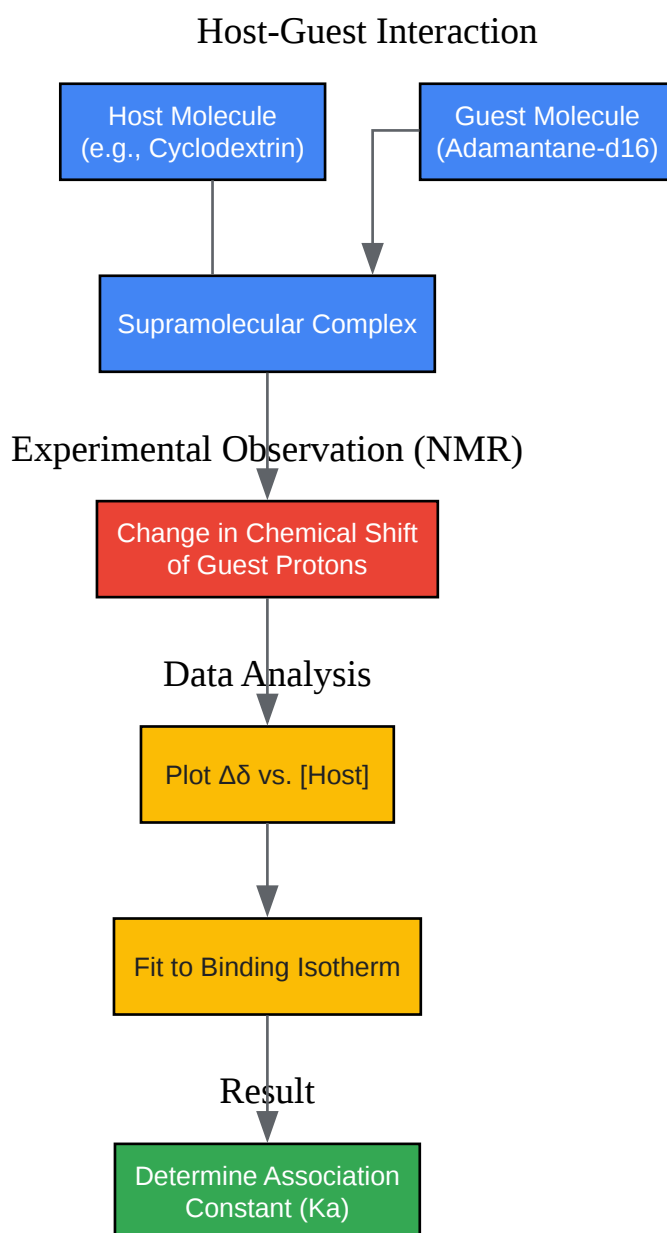 Host-Guest Interaction
Host Molecule
(e.g., Cyclodextrin)
Guest Molecule
(Adamantane-d16)
Supramolecular Complex
Experimental Observation (NMR)
Change in Chemical Shift
of Guest Protons
Data Analysis
Plot Δδ vs. [Host]
Fit to Binding Isotherm
Result
Determine Association
Constant (Ka)